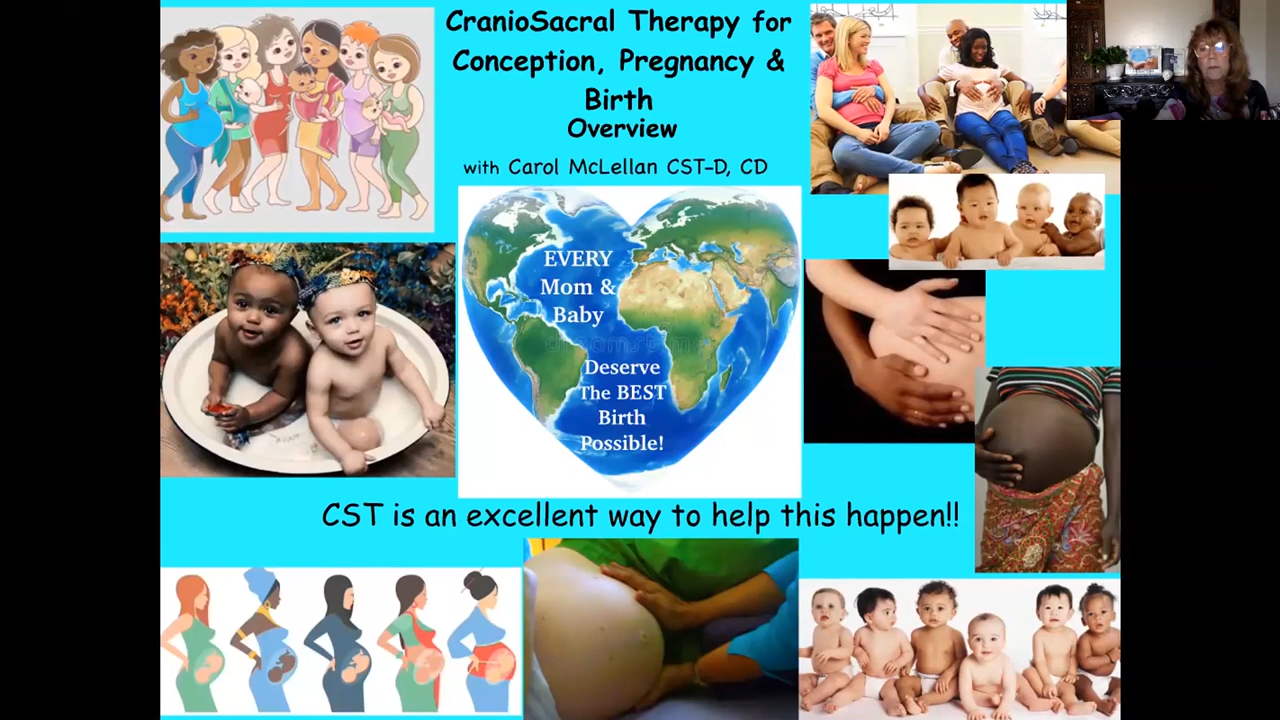 CranioSacral Therapy for
Conception, Pregnancy &
Birth
Overview
with Carol McLellan CST-D, CD
EVERY
Mom &
Baby
dreamstime
Deserve
The BEST
Birth
Possible!
CST is an excellent way to help this happen!!